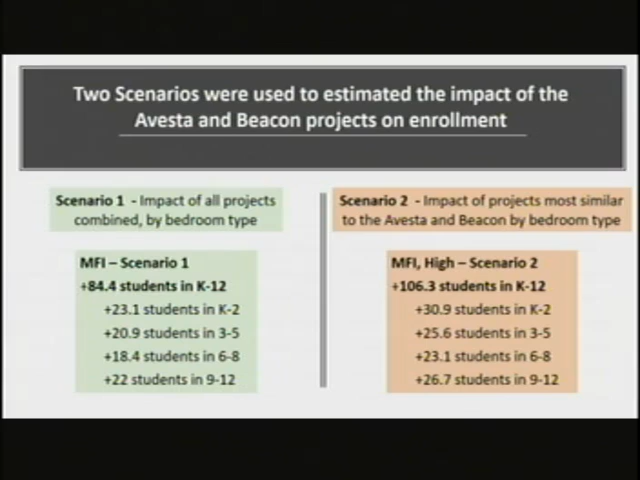 Two Scenarios were used to estimated the impact of the
Avesta and Beacon projects on enrollment
Scenario 1 - Impact of all projects
combined, by bedroom type
MFI – Scenario 1
+84.4 students in K-12
+23.1 students in K-2
+20.9 students in 3-5
+18.4 students in 6-8
+22 students in 9-12
Scenario 2 - Impact of projects most similar
to the Avesta and Beacon by bedroom type
MFI, High – Scenario 2
+106.3 students in K-12
+30.9 students in K-2
+25.6 students in 3-5
+23.1 students in 6-8
+26.7 students in 9-12